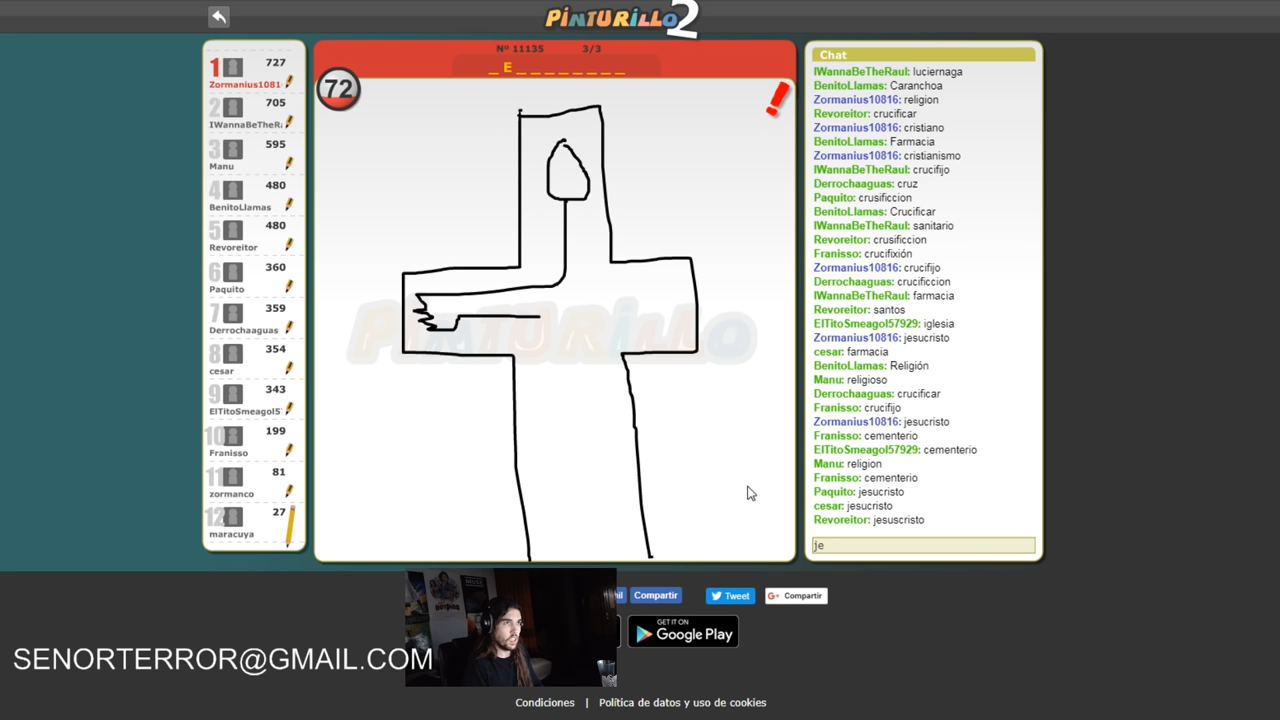 PINTURILLO 2
Nº 11135 3/3
_ E _ _ _ _ _ _ _ _
72
1 727
Zormanius1081
2 705
IWannaBeTheR
3 595
Manu
4 480
BenitoLlamas
5 480
Revoreitor
6 360
Paquito
7 359
Derrochaaguas
8 354
cesar
9 343
ElTitoSmeagol5
10 199
Franisso
11 81
zormanco
12 27
maracuya
PINTURILLO
Chat
IWannaBeTheRaul: luciernaga
BenitoLlamas: Caranchoa
Zormanius10816: religion
Revoreitor: crucificar
Zormanius10816: cristiano
BenitoLlamas: Farmacia
Zormanius10816: cristianismo
IWannaBeTheRaul: crucifijo
Derrochaaguas: cruz
Paquito: crusificcion
BenitoLlamas: Crucificar
IWannaBeTheRaul: sanitario
Revoreitor: crusificcion
Franisso: crucifixión
Zormanius10816: crucifijo
Derrochaaguas: crucificcion
IWannaBeTheRaul: farmacia
Revoreitor: santos
ElTitoSmeagol57929: iglesia
Zormanius10816: jesucristo
cesar: farmacia
BenitoLlamas: Religión
Manu: religioso
Derrochaaguas: crucificar
Franisso: crucifijo
Zormanius10816: jesucristo
Franisso: cementerio
ElTitoSmeagol57929: cementerio
Manu: religion
Franisso: cementerio
Paquito: jesucristo
cesar: jesucristo
Revoreitor: jesuscristo
je
Compartir Tweet G+ Compartir
GET IT ON
Google Play
SENORTERROR@GMAIL.COM
Condiciones | Política de datos y uso de cookies